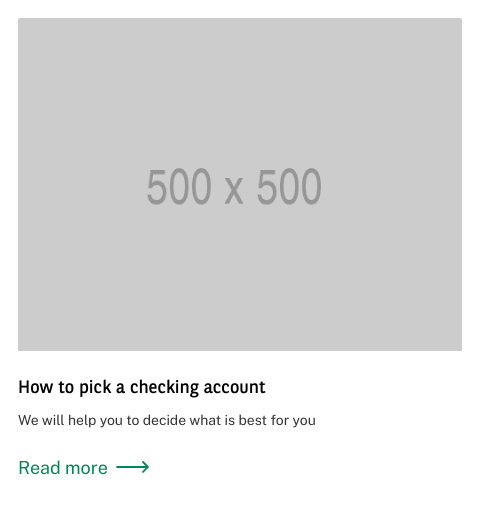 500 x 500
How to pick a checking account
We will help you to decide what is best for you
Read more